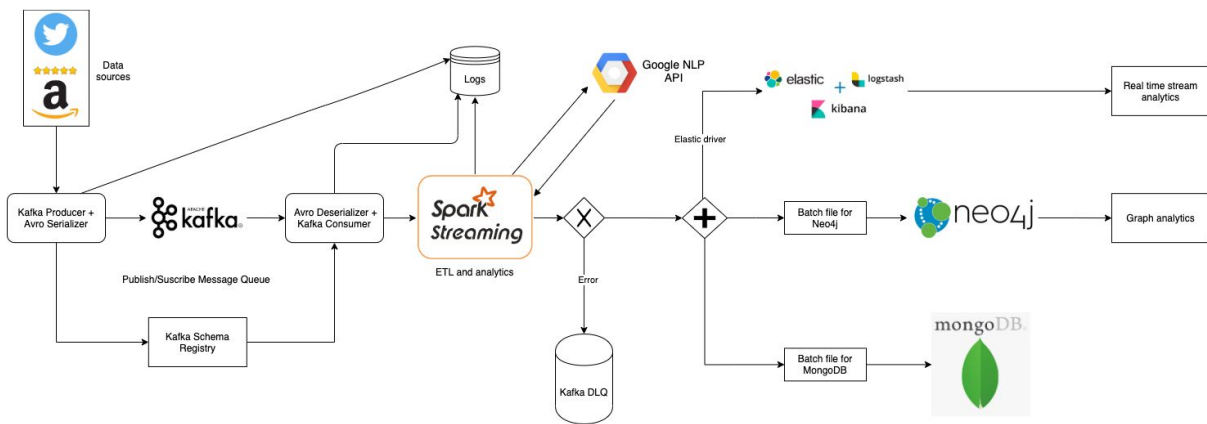 Data
sources
a
Logs
Google NLP
API
elastic
+
logstash
kibana
Real time stream
analytics
Elastic driver
Kafka Producer +
Avro Serializer
APACHE
kafka®
Avro Deserializer +
Kafka Consumer
Spark
Streaming
X
+
Batch file for
Neo4j
neo4j
Graph analytics
ETL and analytics
Publish/Suscribe Message Queue
Error
Kafka Schema
Registry
mongoDB.
Batch file for
MongoDB
Kafka DLQ